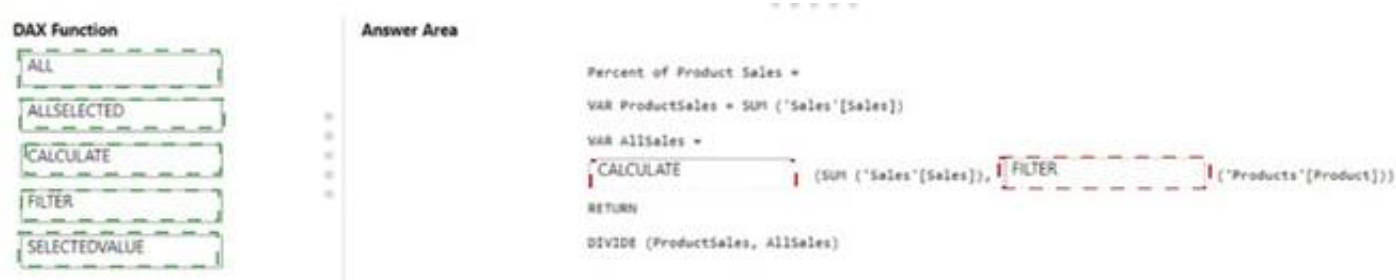 DAX Function
ALL
ALLSELECTED
CALCULATE
FILTER
SELECTEDVALUE
Answer Area
Percent of Product Sales =
VAR ProductSales = SUM ('Sales'[Sales])
VAR AllSales =
CALCULATE (SUM ('Sales'[Sales]), FILTER ('Products'[Product]))
RETURN
DIVIDE (ProductSales, AllSales)